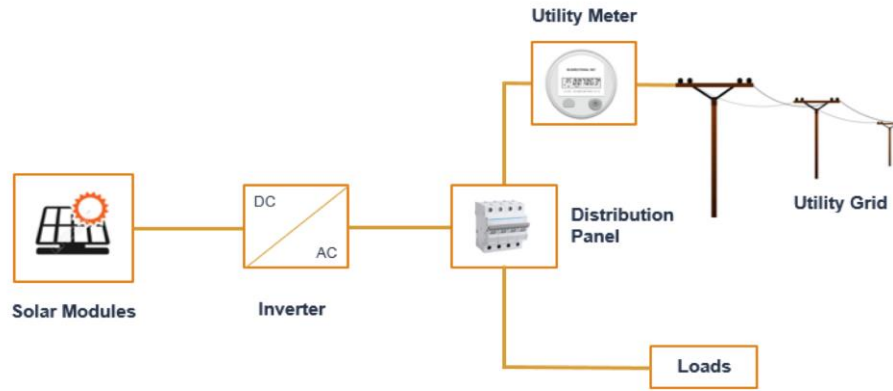 Utility Meter
Utility Grid
Distribution
Panel
DC
AC
Solar Modules
Inverter
Loads